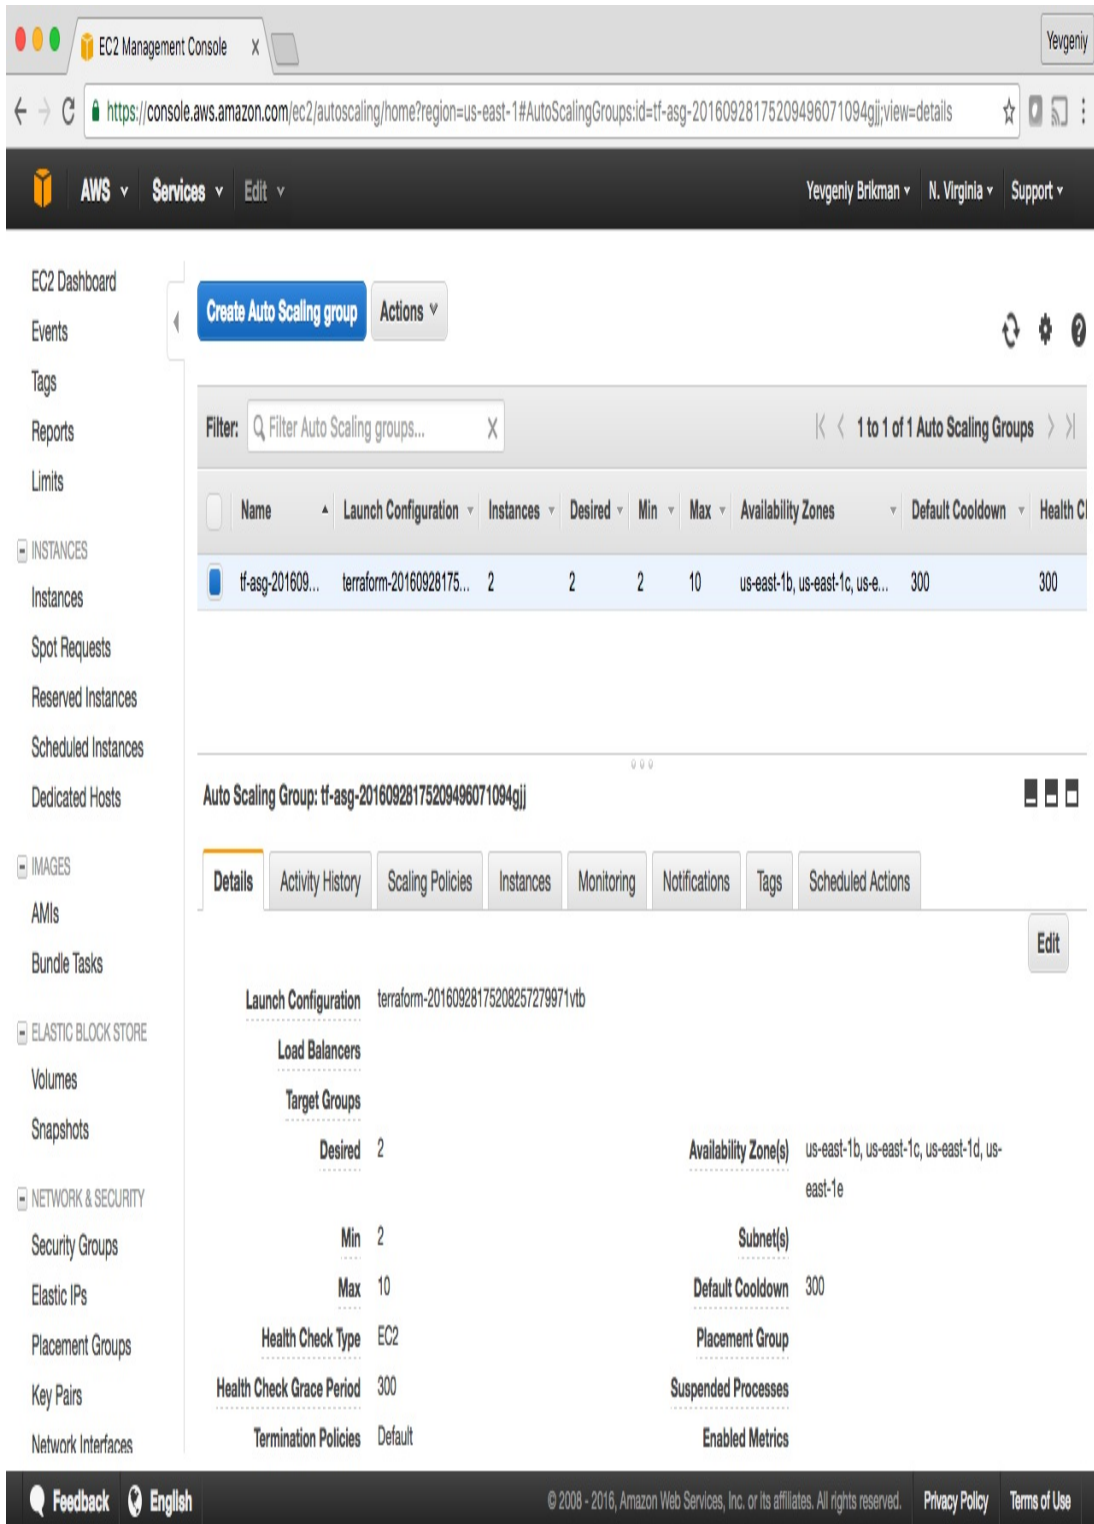 EC2 Management Console
Yevgeniy
https://console.aws.amazon.com/ec2/autoscaling/home?region=us-east-1#AutoScalingGroups:id=tf-asg-20160928175209496071094gjj;view=details
AWS Services Edit Yevgeniy Brikman N. Virginia Support
EC2 Dashboard
Events
Tags
Reports
Limits
INSTANCES
Instances
Spot Requests
Reserved Instances
Scheduled Instances
Dedicated Hosts
IMAGES
AMIs
Bundle Tasks
ELASTIC BLOCK STORE
Volumes
Snapshots
NETWORK & SECURITY
Security Groups
Elastic IPs
Placement Groups
Key Pairs
Network Interfaces
Create Auto Scaling group Actions
Filter: Filter Auto Scaling groups... 1 to 1 of 1 Auto Scaling Groups
Name Launch Configuration Instances Desired Min Max Availability Zones Default Cooldown Health
tf-asg-201609... terraform-20160928175... 2 2 2 10 us-east-1b, us-east-1c, us-e... 300 300
Auto Scaling Group: tf-asg-20160928175209496071094gjj
Details Activity History Scaling Policies Instances Monitoring Notifications Tags Scheduled Actions
Edit
Launch Configuration terraform-20160928175208257279971vtb
Load Balancers
Target Groups
Desired 2 Availability Zone(s) us-east-1b, us-east-1c, us-east-1d, us-
east-1e
Min 2 Subnet(s)
Max 10 Default Cooldown 300
Health Check Type EC2 Placement Group
Health Check Grace Period 300 Suspended Processes
Termination Policies Default Enabled Metrics
Feedback English © 2008 - 2016, Amazon Web Services, Inc. or its affiliates. All rights reserved. Privacy Policy Terms of Use